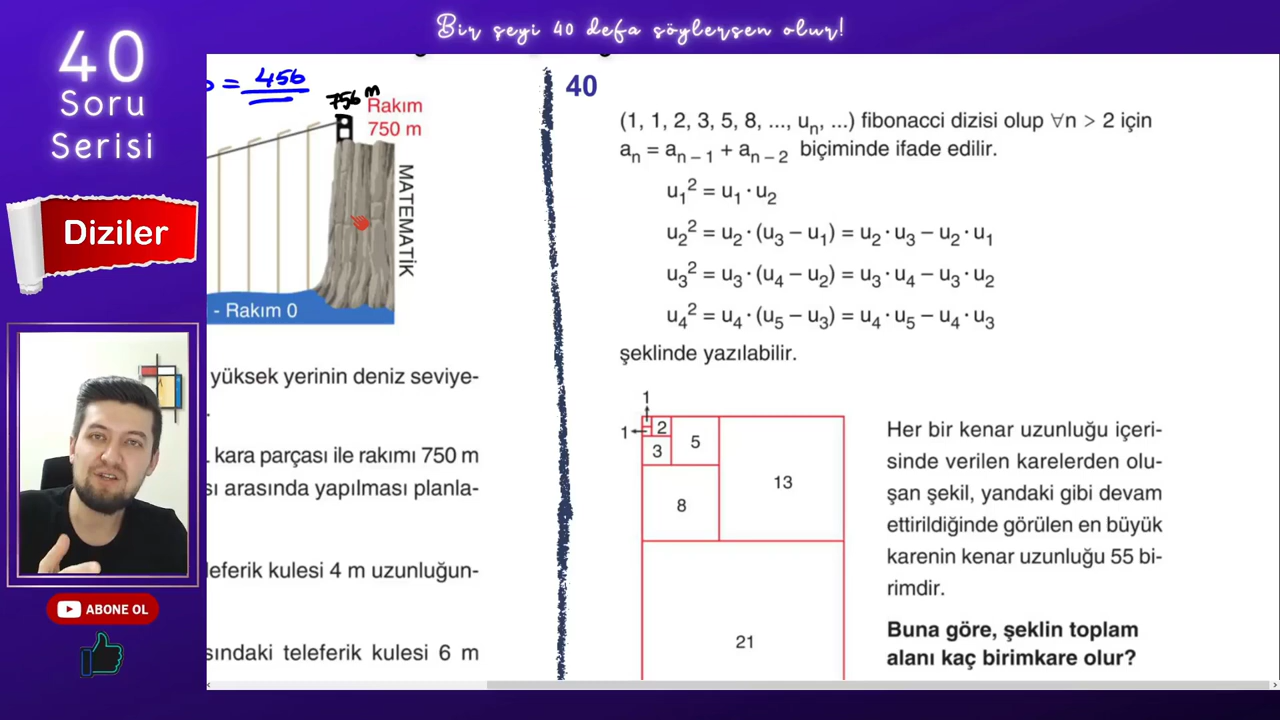 Bir şeyi 40 defa söylersen olur!
40
Soru
Serisi
Diziler
ABONE OL
= 456
756 m
Rakım
750 m
MATEMATİK
- Rakım 0
yüksek yerinin deniz seviye-
kara parçası ile rakımı 750 m
sı arasında yapılması planla-
leferik kulesi 4 m uzunluğun-
sındaki teleferik kulesi 6 m
40
(1, 1, 2, 3, 5, 8, ..., uₙ, ...) fibonacci dizisi olup ∀n > 2 için
aₙ = aₙ₋₁ + aₙ₋₂ biçiminde ifade edilir.
u₁² = u₁ · u₂
u₂² = u₂ · (u₃ – u₁) = u₂ · u₃ – u₂ · u₁
u₃² = u₃ · (u₄ – u₂) = u₃ · u₄ – u₃ · u₂
u₄² = u₄ · (u₅ – u₃) = u₄ · u₅ – u₄ · u₃
şeklinde yazılabilir.
1
1
2
3
5
8
13
21
Her bir kenar uzunluğu içeri-
sinde verilen karelerden olu-
şan şekil, yandaki gibi devam
ettirildiğinde görülen en büyük
karenin kenar uzunluğu 55 bi-
rimdir.
Buna göre, şeklin toplam
alanı kaç birimkare olur?